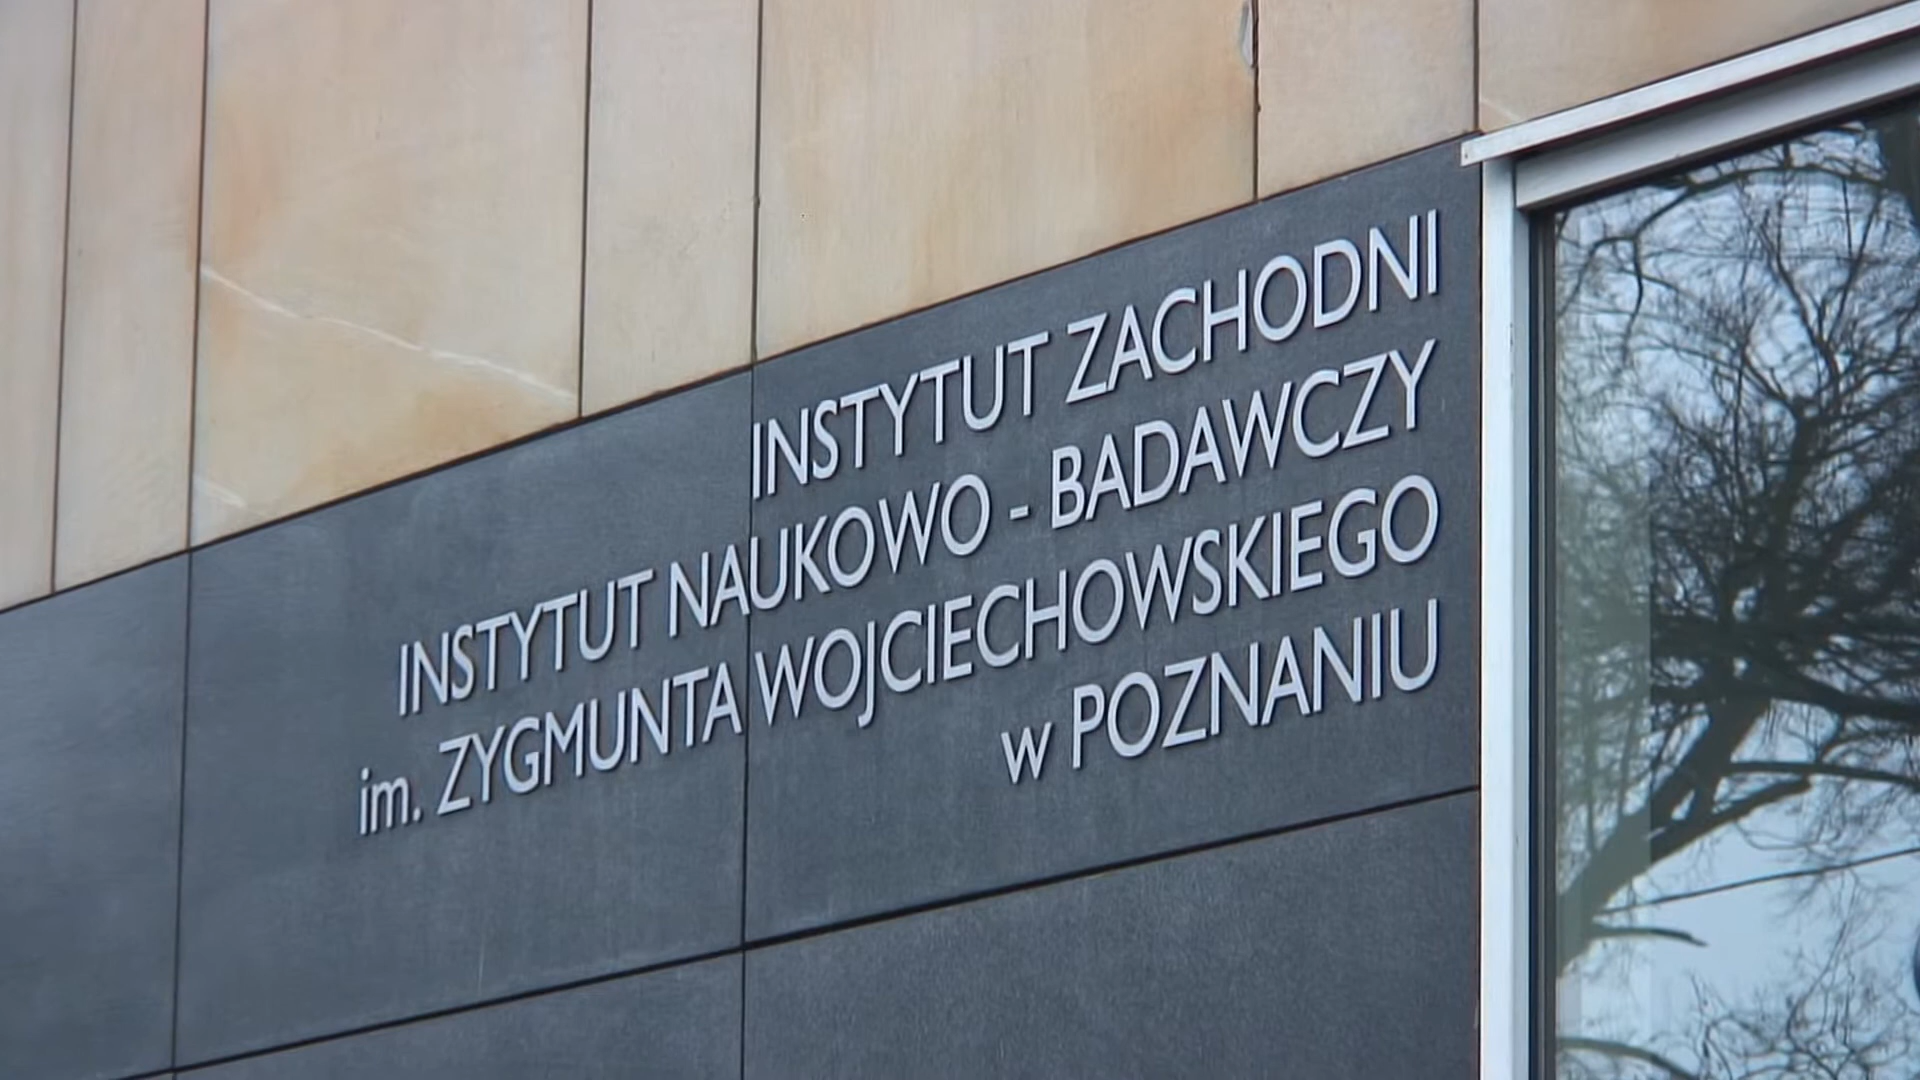 INSTYTUT ZACHODNI
INSTYTUT NAUKOWO - BADAWCZY
im. ZYGMUNTA WOJCIECHOWSKIEGO
w POZNANIU